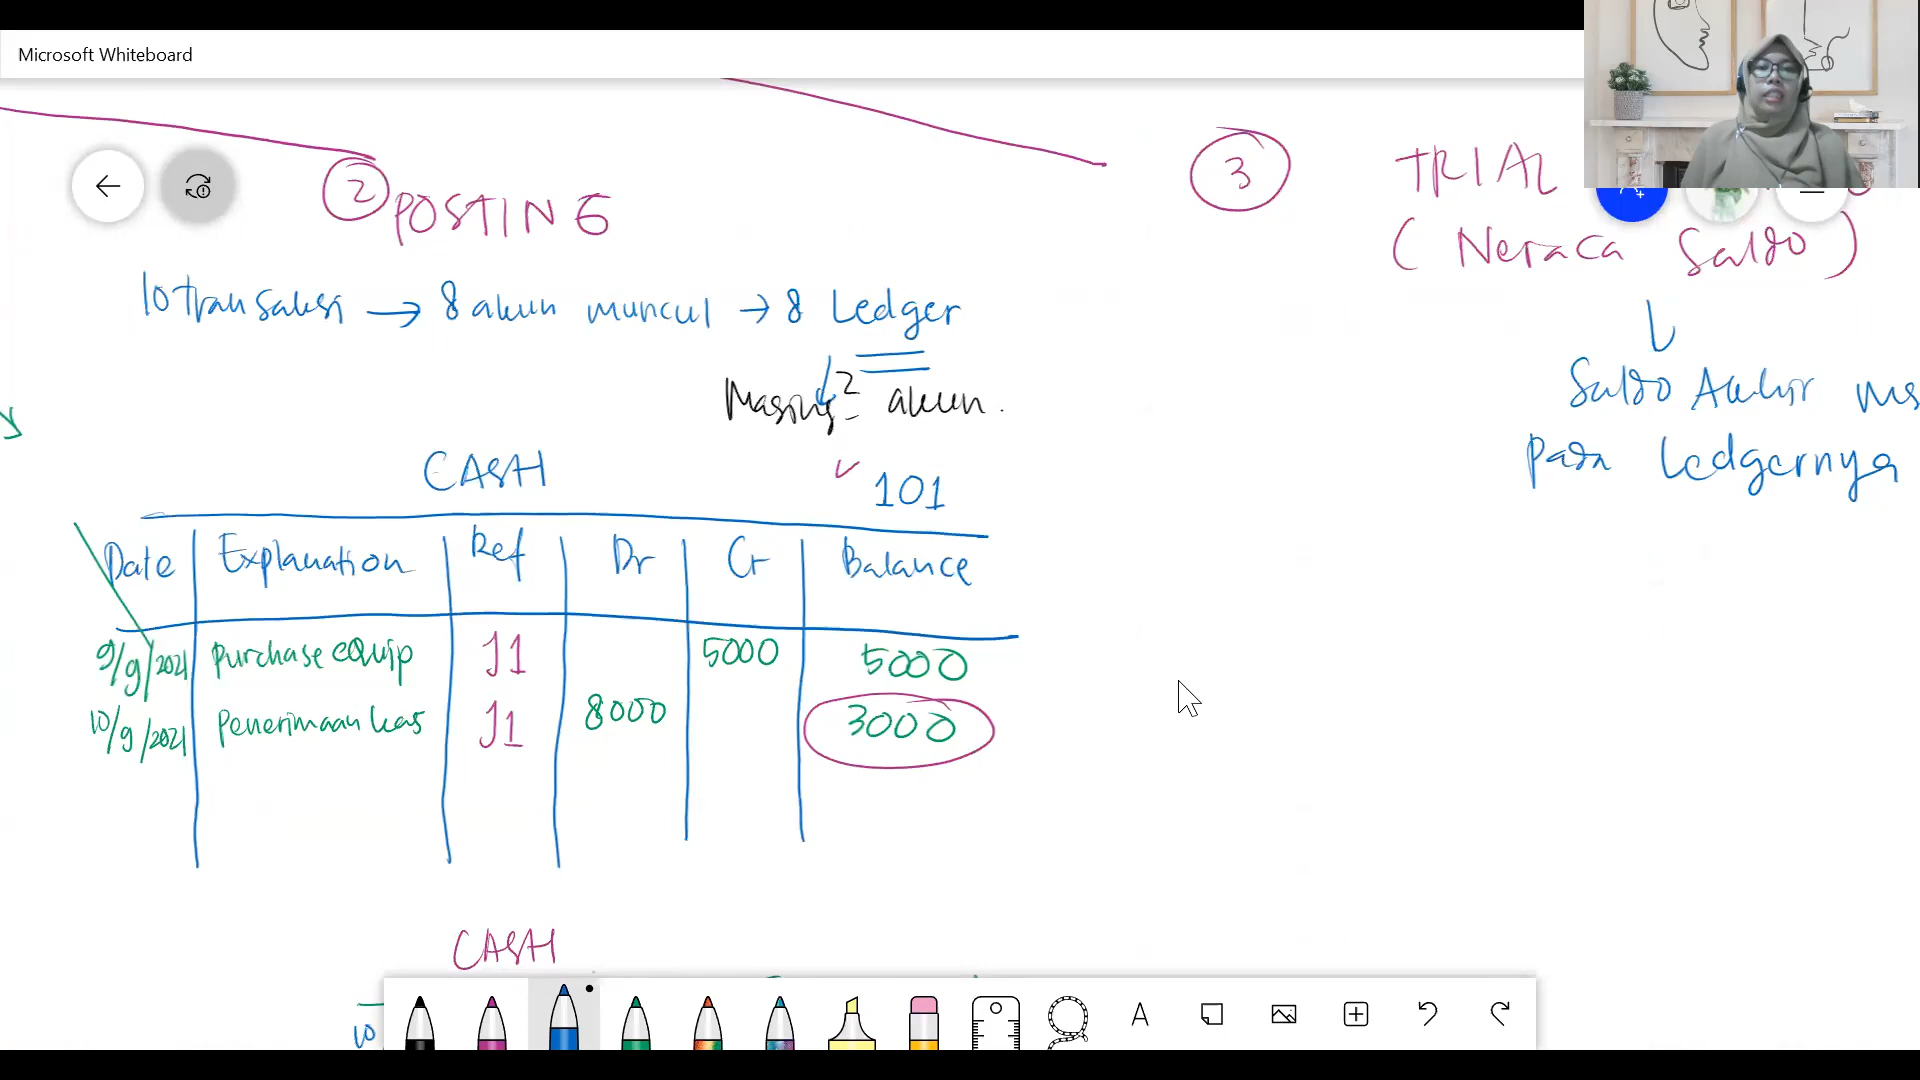 Microsoft Whiteboard
2 POSTING
10 transaksi → 8 akun muncul → 8 Ledger
Masing2 akun.
CASH
101
Date Explanation Ref Dr Cr Balance
9/9/2021 purchase equip J1 5000 5000
10/9/2021 Penerimaan kas J1 8000 3000
CASH
10
3 TRIAL
(Neraca Saldo)
Saldo Akhir ms
pada Ledgernya
A